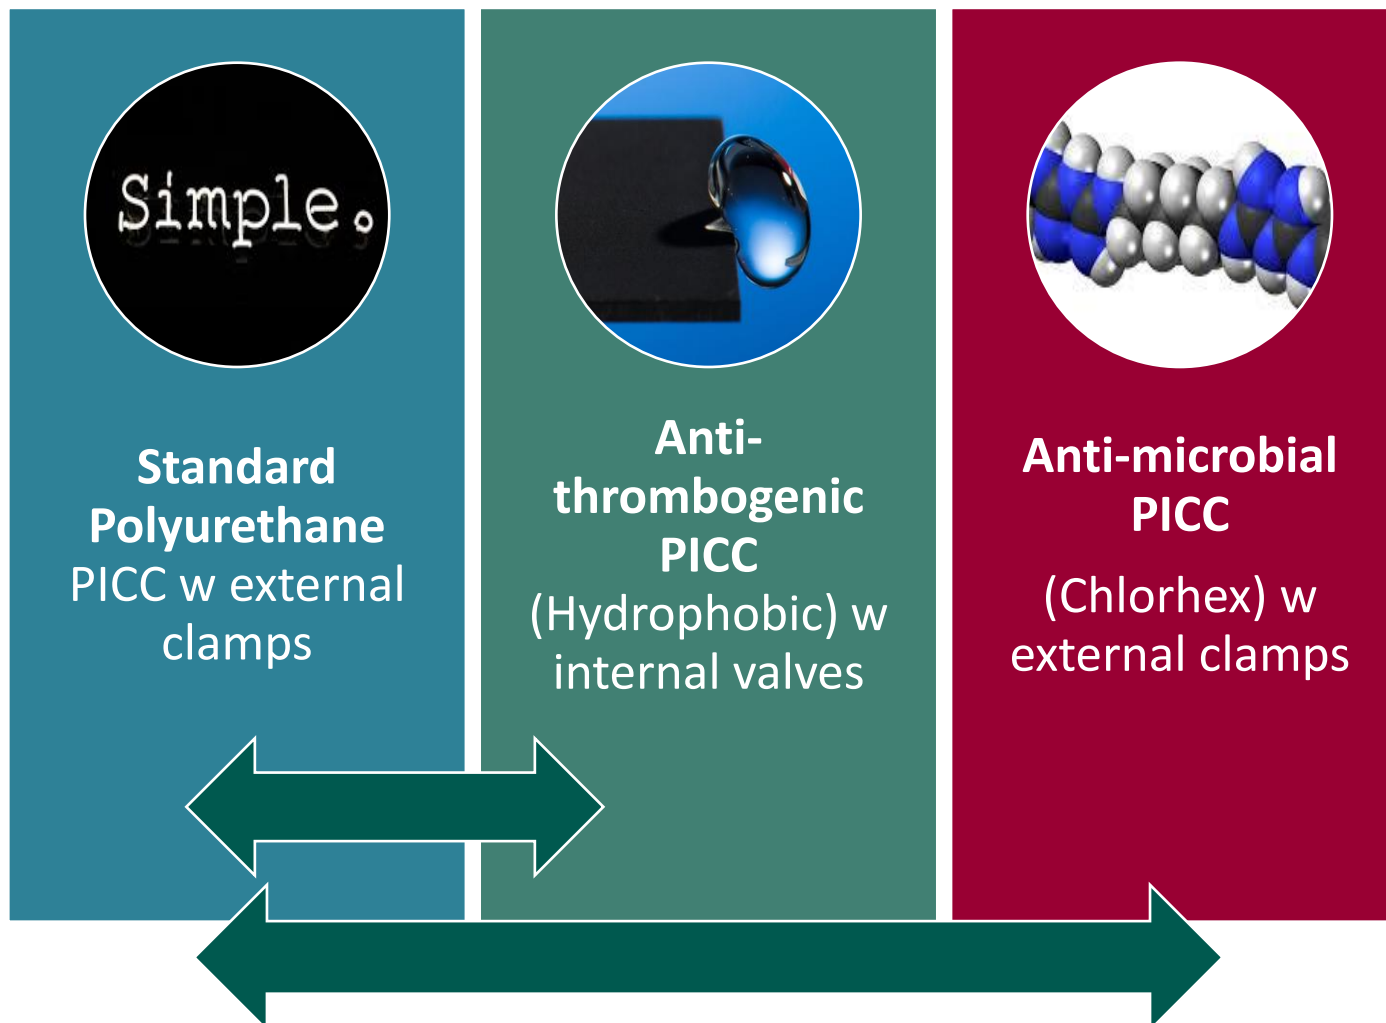 Simple.
Standard
Polyurethane
PICC w external
clamps
Anti-
thrombogenic
PICC
(Hydrophobic) w
internal valves
Anti-microbial
PICC
(Chlorhex) w
external clamps